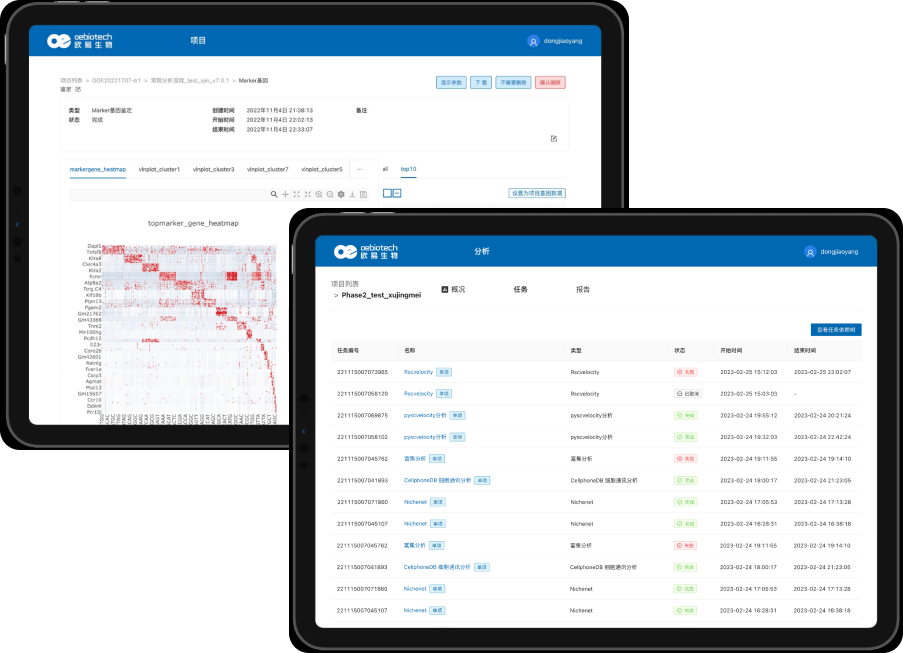 oebiotech
欧易生物
项目
dongjiaoyang
项目列表 > DOE20221707-b1 > 常规分析流程_test_xjm_v7.0.1 > Marker基因
鉴定
显示参数 下载 不需要删除 确认删除
类型 Marker基因鉴定 创建时间 2022年11月4日 21:08:13 备注
状态 完成 开始时间 2022年11月4日 22:02:13
结束时间 2022年11月4日 22:33:07
markergene_heatmap vlnplot_cluster1 vlnplot_cluster3 vlnplot_cluster7 vlnplot_cluster5 ··· all top10
设置为项目基因数据
topmarker_gene_heatmap
Dapl1
Tnfsf8
Klra8
Clec4a3
Klra2
Fcmr
Atp8a2
Tcrg.C4
Klf18b
Ptpn13
Fgem2
Gm21762
Gm43388
Tnni2
Mir100hg
Pcdh12
Il23r
Cnro2b
Gm42601
Retnlg
Fcer1a
Cxcp3
Agmat
Muc13
Gm15657
Ccr10
Ddlt4l
Prr15l
oebiotech
欧易生物
分析
dongjiaoyang
项目列表
> Phase2_test_xujingmei
概况 任务 报告
查看任务依赖树
任务编号 名称 类型 状态 开始时间 结束时间
221115007073985 Rscvelocity 单项 Rscvelocity 失败 2023-02-25 15:12:03 2023-02-25 23:02:07
221115007058129 Rscvelocity 单项 Rscvelocity 已取消 2023-02-25 15:03:03 -
221115007069875 pyscvelocity分析 单项 pyscvelocity分析 完成 2023-02-24 19:55:12 2023-02-24 20:21:24
221115007058102 pyscvelocity分析 单项 pyscvelocity分析 完成 2023-02-24 19:32:03 2023-02-24 22:42:24
221115007045762 富集分析 单项 富集分析 失败 2023-02-24 19:11:55 2023-02-24 19:14:10
221115007041893 CellphoneDB 细胞通讯分析 单项 CellphoneDB 细胞通讯分析 完成 2023-02-24 18:00:17 2023-02-24 21:23:05
221115007071860 Nichenet 单项 Nichenet 完成 2023-02-24 17:05:53 2023-02-24 17:13:28
221115007045107 Nichenet 单项 Nichenet 完成 2023-02-24 16:28:31 2023-02-24 16:38:18
221115007045762 富集分析 单项 富集分析 失败 2023-02-24 19:11:55 2023-02-24 19:14:10
221115007041893 CellphoneDB 细胞通讯分析 单项 CellphoneDB 细胞通讯分析 完成 2023-02-24 18:00:17 2023-02-24 21:23:05
221115007071860 Nichenet 单项 Nichenet 完成 2023-02-24 17:05:53 2023-02-24 17:13:28
221115007045107 Nichenet 单项 Nichenet 完成 2023-02-24 16:28:31 2023-02-24 16:38:18